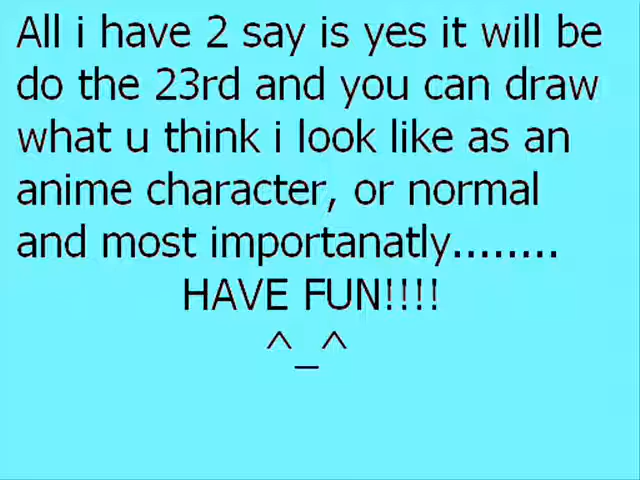 All i have 2 say is yes it will be
do the 23rd and you can draw
what u think i look like as an
anime character, or normal
and most importanatly........
HAVE FUN!!!!
^_^